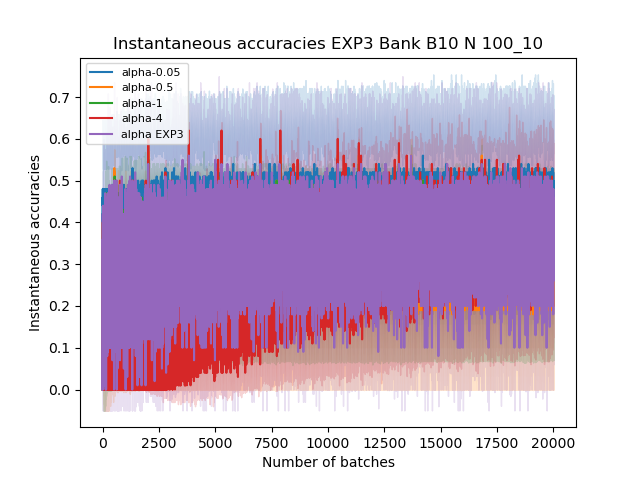 Instantaneous accuracies EXP3 Bank B10 N 100_10
alpha-0.05
alpha-0.5
alpha-1
alpha-4
alpha EXP3
Instantaneous accuracies
0.7
0.6
0.5
0.4
0.3
0.2
0.1
0.0
0 2500 5000 7500 10000 12500 15000 17500 20000
Number of batches